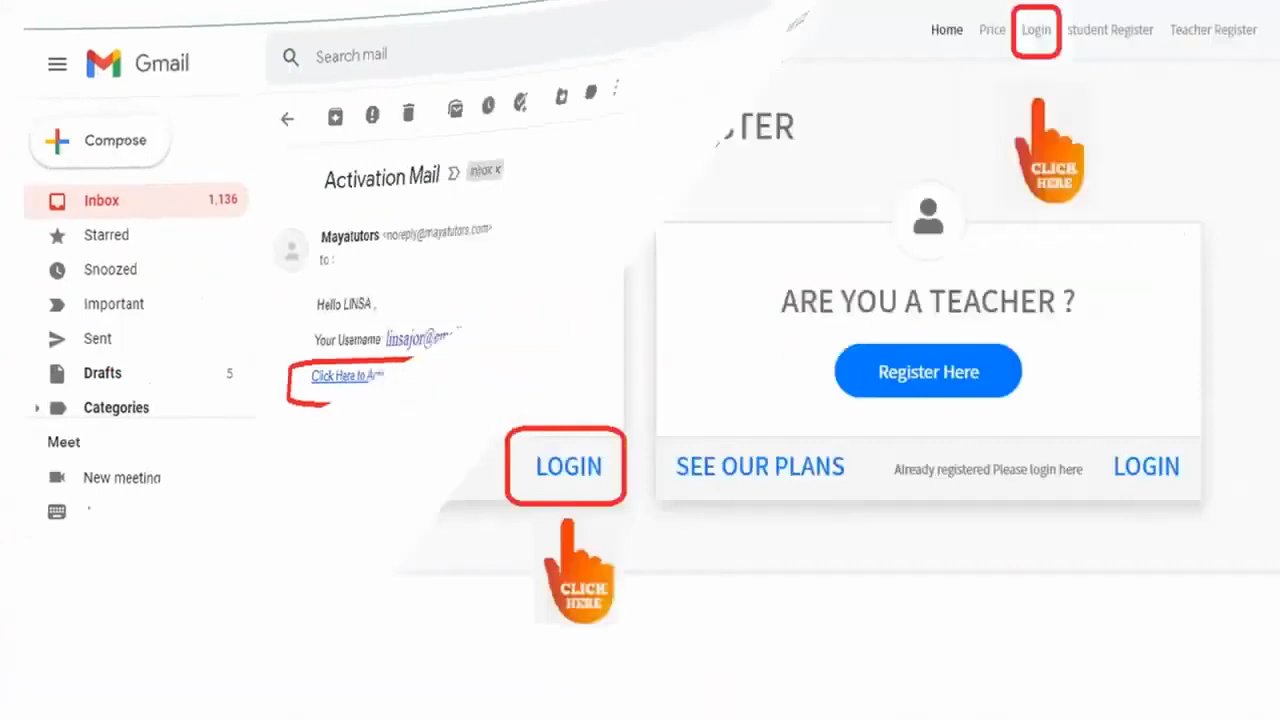 Gmail
Search mail
Compose
Inbox 1,136
Starred
Snoozed
Important
Sent
Drafts 5
Categories
Meet
New meeting
Activation Mail
Inbox x
Mayatutors <noreply@mayatutors.com>
to :
Hello LINSA ,
Your Username
Click Here to
LOGIN
CLICK
HERE
Home Price Login student Register Teacher Register
TER
CLICK
HERE
ARE YOU A TEACHER ?
Register Here
SEE OUR PLANS Already registered Please login here LOGIN